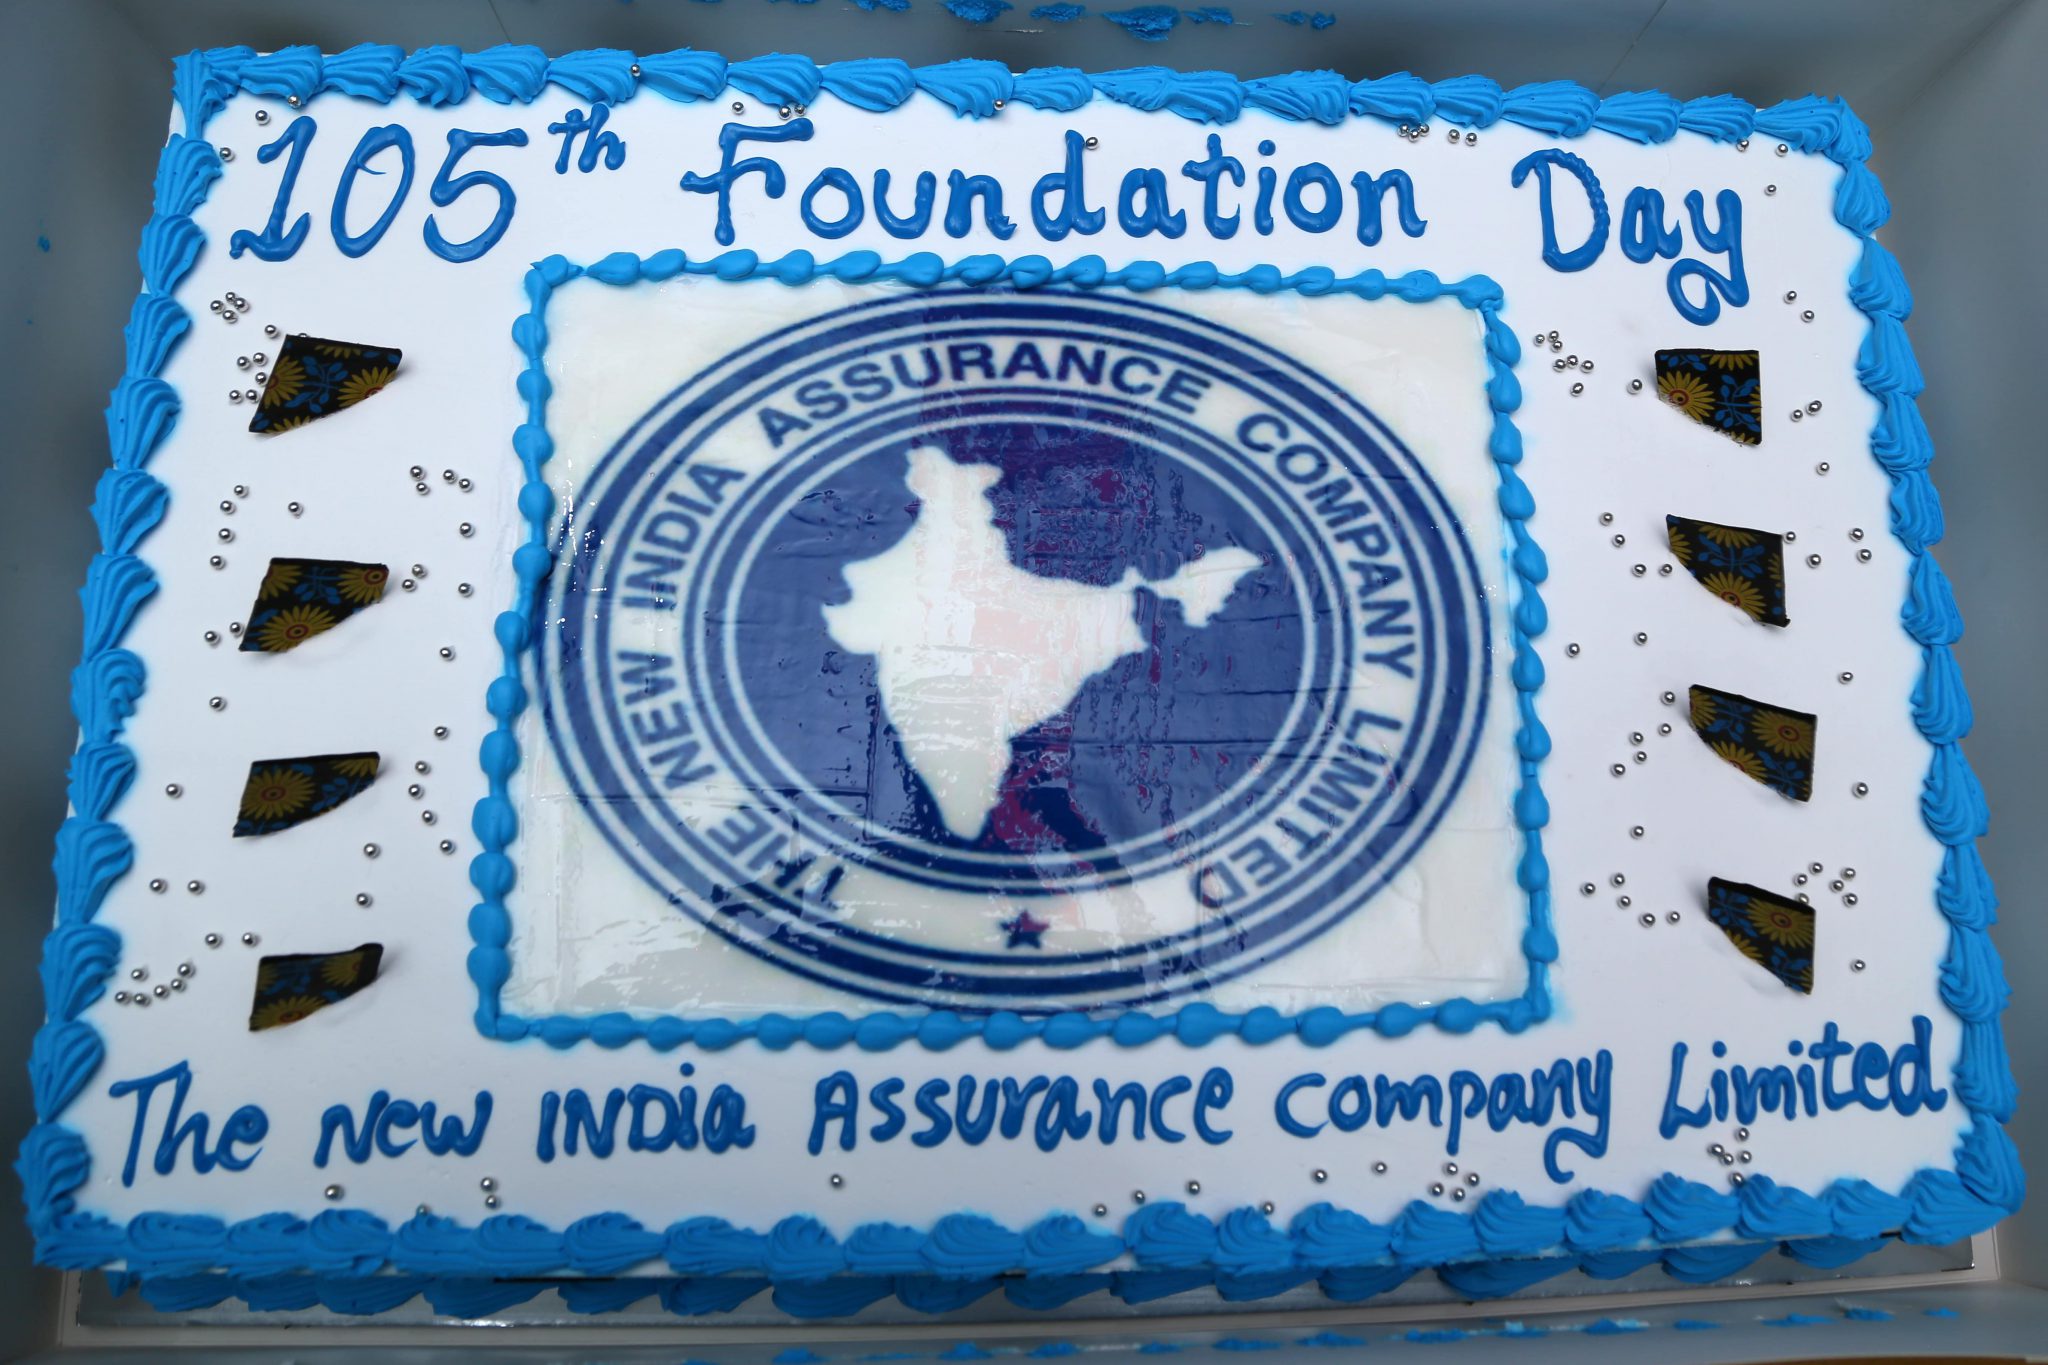 105th Foundation Day
THE NEW INDIA ASSURANCE COMPANY LIMITED
The New INDia Assurance Company Limited